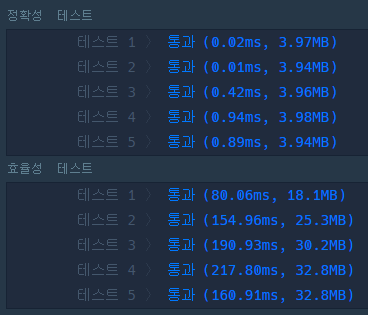 정확성 테스트
테스트 1 〉 통과 (0.02ms, 3.97MB)
테스트 2 〉 통과 (0.01ms, 3.94MB)
테스트 3 〉 통과 (0.42ms, 3.96MB)
테스트 4 〉 통과 (0.94ms, 3.98MB)
테스트 5 〉 통과 (0.89ms, 3.94MB)
효율성 테스트
테스트 1 〉 통과 (80.06ms, 18.1MB)
테스트 2 〉 통과 (154.96ms, 25.3MB)
테스트 3 〉 통과 (190.93ms, 30.2MB)
테스트 4 〉 통과 (217.80ms, 32.8MB)
테스트 5 〉 통과 (160.91ms, 32.8MB)